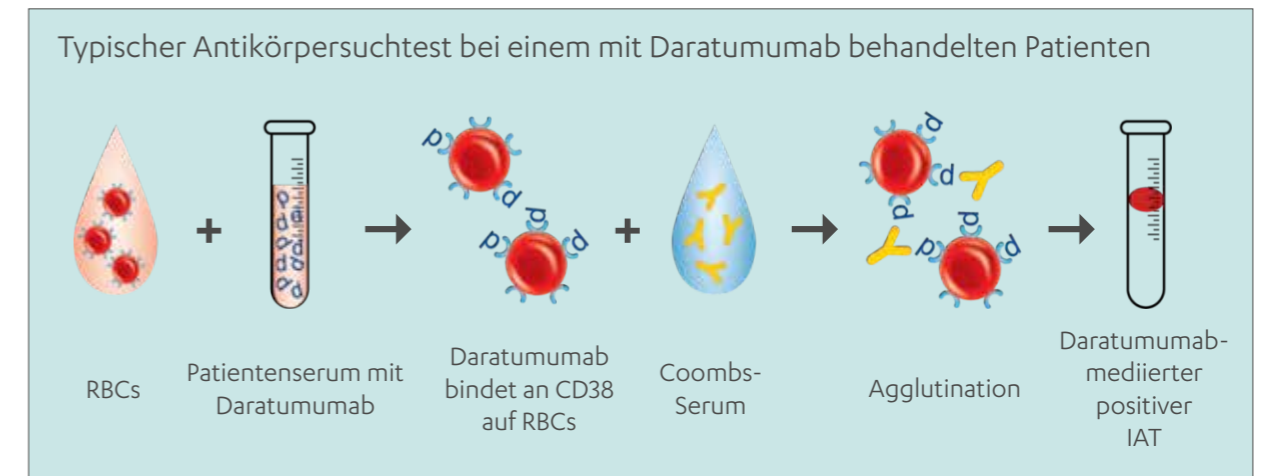 Typischer Antikörpersuchtest bei einem mit Daratumumab behandelten Patienten
d
d
d
d
d
d
d
d
d
d
+
+
RBCs
Patientenserum mit
Daratumumab
Daratumumab
bindet an CD38
auf RBCs
Coombs-
Serum
Agglutination
Daratumumab-
mediierter
positiver
IAT